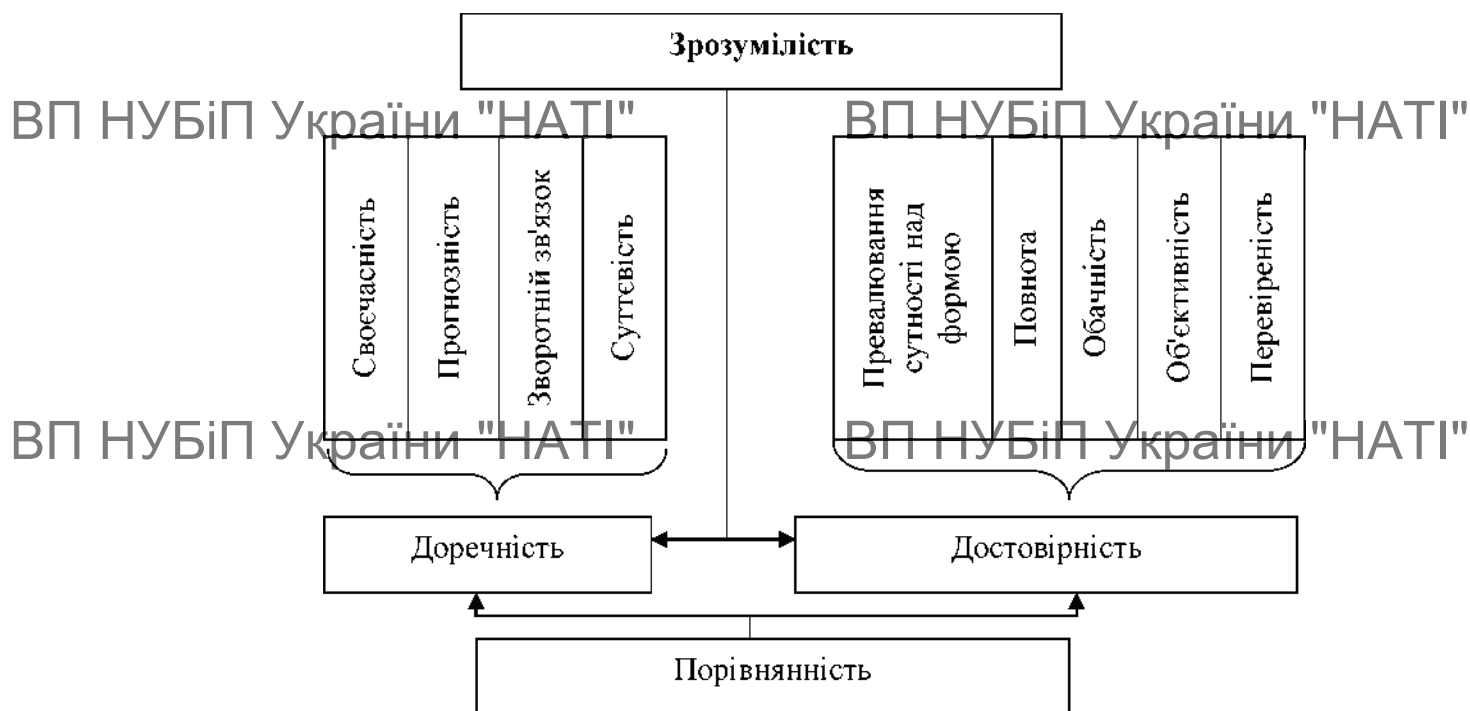 Зрозумілість
ВП НУБіП України "НАТІ"
ВП НУБіП України "НАТІ"
Своєчасність
Прогнозність
Зворотній зв'язок
Суттєвість
Превалювання
сутності над
формою
Повнота
Обачність
Об'єктивність
Перевіреність
ВП НУБіП України "НАТІ"
ВП НУБіП України "НАТІ"
Доречність
Достовірність
Порівнянність